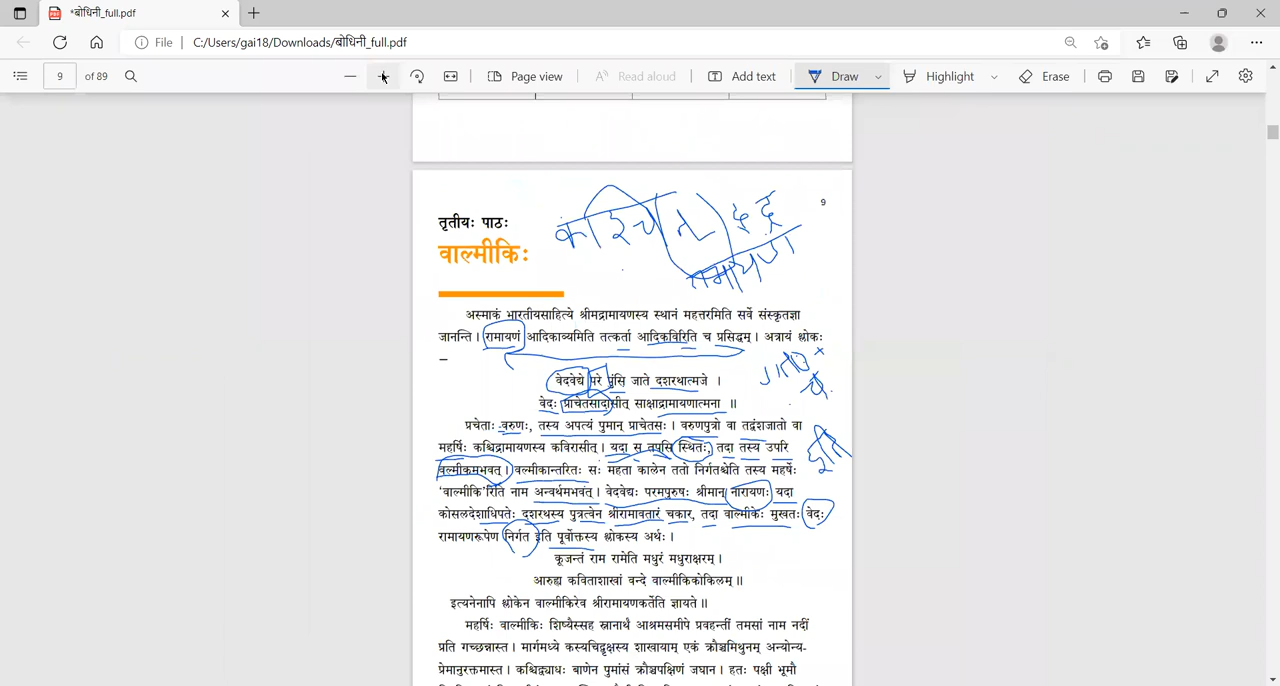 *बोधिनी_full.pdf
File C:/Users/gai18/Downloads/बोधिनी_full.pdf
9 of 89 Page view Read aloud Add text Draw Highlight Erase
9
तृतीयः पाठः
वाल्मीकिः
कश्चित् द्
रामायण
अस्माकं भारतीयसाहित्ये श्रीमद्रामायणस्य स्थानं महत्तरमिति सर्वे संस्कृतज्ञा
जानन्ति। रामायणं आदिकाव्यमिति तत्कर्ता आदिकविरिति च प्रसिद्धम्। अत्रायं श्लोकः
–
वेदवेद्ये परे पुंसि जाते दशरथात्मजे ।
वेदः प्राचेतसादासीत् साक्षाद्रामायणात्मना ॥
प्रचेताः वरुणः, तस्य अपत्यं पुमान् प्राचेतसः। वरुणपुत्रो वा तद्वंशजातो वा
महर्षिः कश्चिद्रामायणस्य कविरासीत्। यदा स तपसि स्थितः, तदा तस्य उपरि
वल्मीकमभवत्। वल्मीकान्तरितः सः महता कालेन ततो निर्गतश्चेति तस्य महर्षेः
'वाल्मीकि'रिति नाम अन्वर्थमभवत्। वेदवेद्यः परमपुरुषः श्रीमान् नारायणः यदा
कोसलदेशाधिपतेः दशरथस्य पुत्रत्वेन श्रीरामावतारं चकार, तदा वाल्मीकेः मुखतः वेदः
रामायणरूपेण निर्गत इति पूर्वोक्तस्य श्लोकस्य अर्थः।
कूजन्तं राम रामेति मधुरं मधुराक्षरम्।
आरुह्य कविताशाखां वन्दे वाल्मीकिकोकिलम्॥
इत्यनेनापि श्लोकेन वाल्मीकिरेव श्रीरामायणकर्तेति ज्ञायते॥
महर्षिः वाल्मीकिः शिष्यैस्सह स्नानार्थं आश्रमसमीपे प्रवहन्तीं तमसां नाम नदीं
प्रति गच्छन्नास्त। मार्गमध्ये कस्यचिद्वृक्षस्य शाखायाम् एकं क्रौञ्चमिथुनम् अन्योन्य-
प्रेमानुरक्तमास्त। कश्चिद्व्याधः बाणेन पुमांसं क्रौञ्चपक्षिणं जघान। हतः पक्षी भूमौ